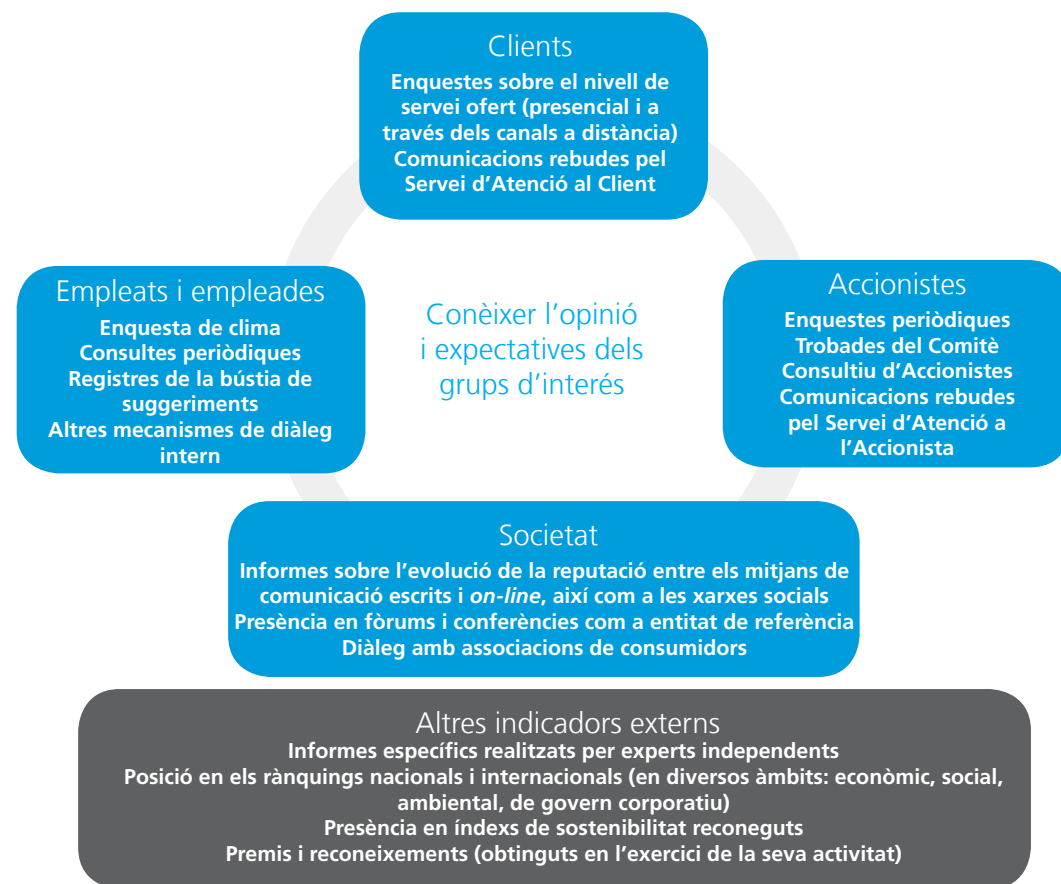 Clients
Enquestes sobre el nivell de
servei ofert (presencial i a
través dels canals a distància)
Comunicacions rebudes pel
Servei d’Atenció al Client
Empleats i empleades
Enquesta de clima
Consultes periòdiques
Registres de la bústia de
suggeriments
Altres mecanismes de diàleg
intern
Conèixer l’opinió
i expectatives dels
grups d’interés
Accionistes
Enquestes periòdiques
Trobades del Comitè
Consultiu d’Accionistes
Comunicacions rebudes
pel Servei d’Atenció a
l’Accionista
Societat
Informes sobre l’evolució de la reputació entre els mitjans de
comunicació escrits i on-line, així com a les xarxes socials
Presència en fòrums i conferències com a entitat de referència
Diàleg amb associacions de consumidors
Altres indicadors externs
Informes específics realitzats per experts independents
Posició en els rànquings nacionals i internacionals (en diversos àmbits: econòmic, social,
ambiental, de govern corporatiu)
Presència en índexs de sostenibilitat reconeguts
Premis i reconeixements (obtinguts en l’exercici de la seva activitat)